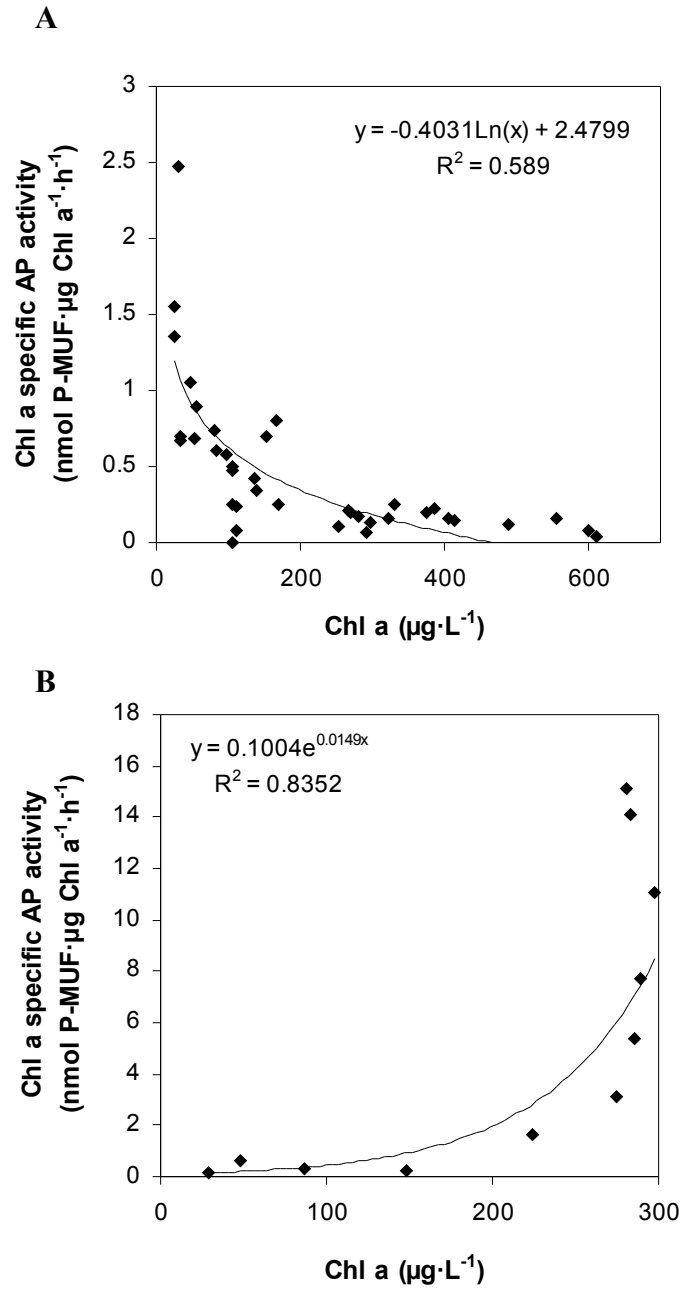 A
3
y = -0.4031Ln(x) + 2.4799
R² = 0.589
2.5
2
1.5
1
0.5
0
0 200 400 600
Chl a specific AP activity
(nmol P-MUF·µg Chl a⁻¹·h⁻¹)
Chl a (µg·L⁻¹)
B
18
y = 0.1004e⁰·⁰¹⁴⁹ˣ
R² = 0.8352
16
14
12
10
8
6
4
2
0
0 100 200 300
Chl a specific AP activity
(nmol P-MUF·µg Chl a⁻¹·h⁻¹)
Chl a (µg·L⁻¹)